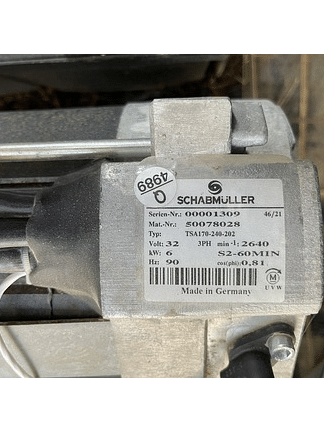 Q
4989
SCHABMÜLLER
Serien-Nr.: 00001309 46/21
Mat.-Nr.: 50078028
Typ: TSA170-240-202
Volt: 32 3PH min⁻¹: 2640
kW: 6 S2-60MIN
Hz: 90 cos(phi): 0,81
M
UVW
Made in Germany